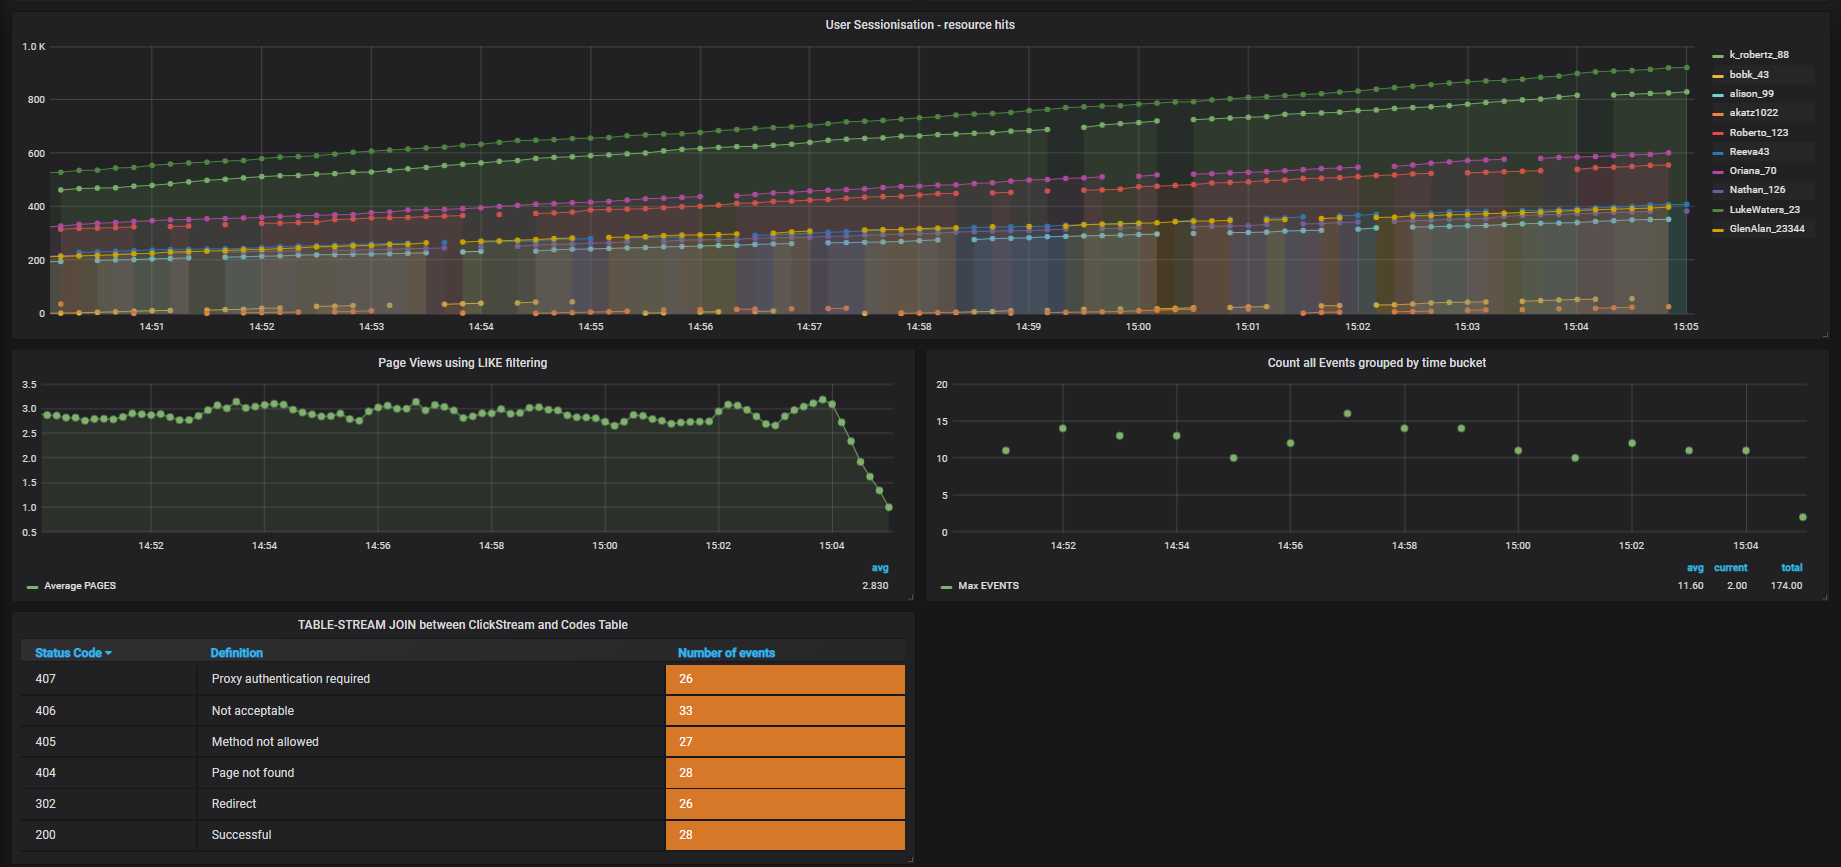 User Sessionisation - resource hits
1.0 K
800
600
400
200
0
14:51 14:52 14:53 14:54 14:55 14:56 14:57 14:58 14:59 15:00 15:01 15:02 15:03 15:04 15:05
k_robertz_88
bobk_43
alison_99
akatz1022
Roberto_123
Reeva43
Oriana_70
Nathan_126
LukeWaters_23
GlenAlan_23344
Page Views using LIKE filtering
3.5
3.0
2.5
2.0
1.5
1.0
0.5
14:52 14:54 14:56 14:58 15:00 15:02 15:04
avg
Average PAGES 2.830
Count all Events grouped by time bucket
20
15
10
5
0
14:52 14:54 14:56 14:58 15:00 15:02 15:04
avg current total
Max EVENTS 11.60 2.00 174.00
TABLE-STREAM JOIN between ClickStream and Codes Table
Status Code Definition Number of events
407 Proxy authentication required 26
406 Not acceptable 33
405 Method not allowed 27
404 Page not found 28
302 Redirect 26
200 Successful 28